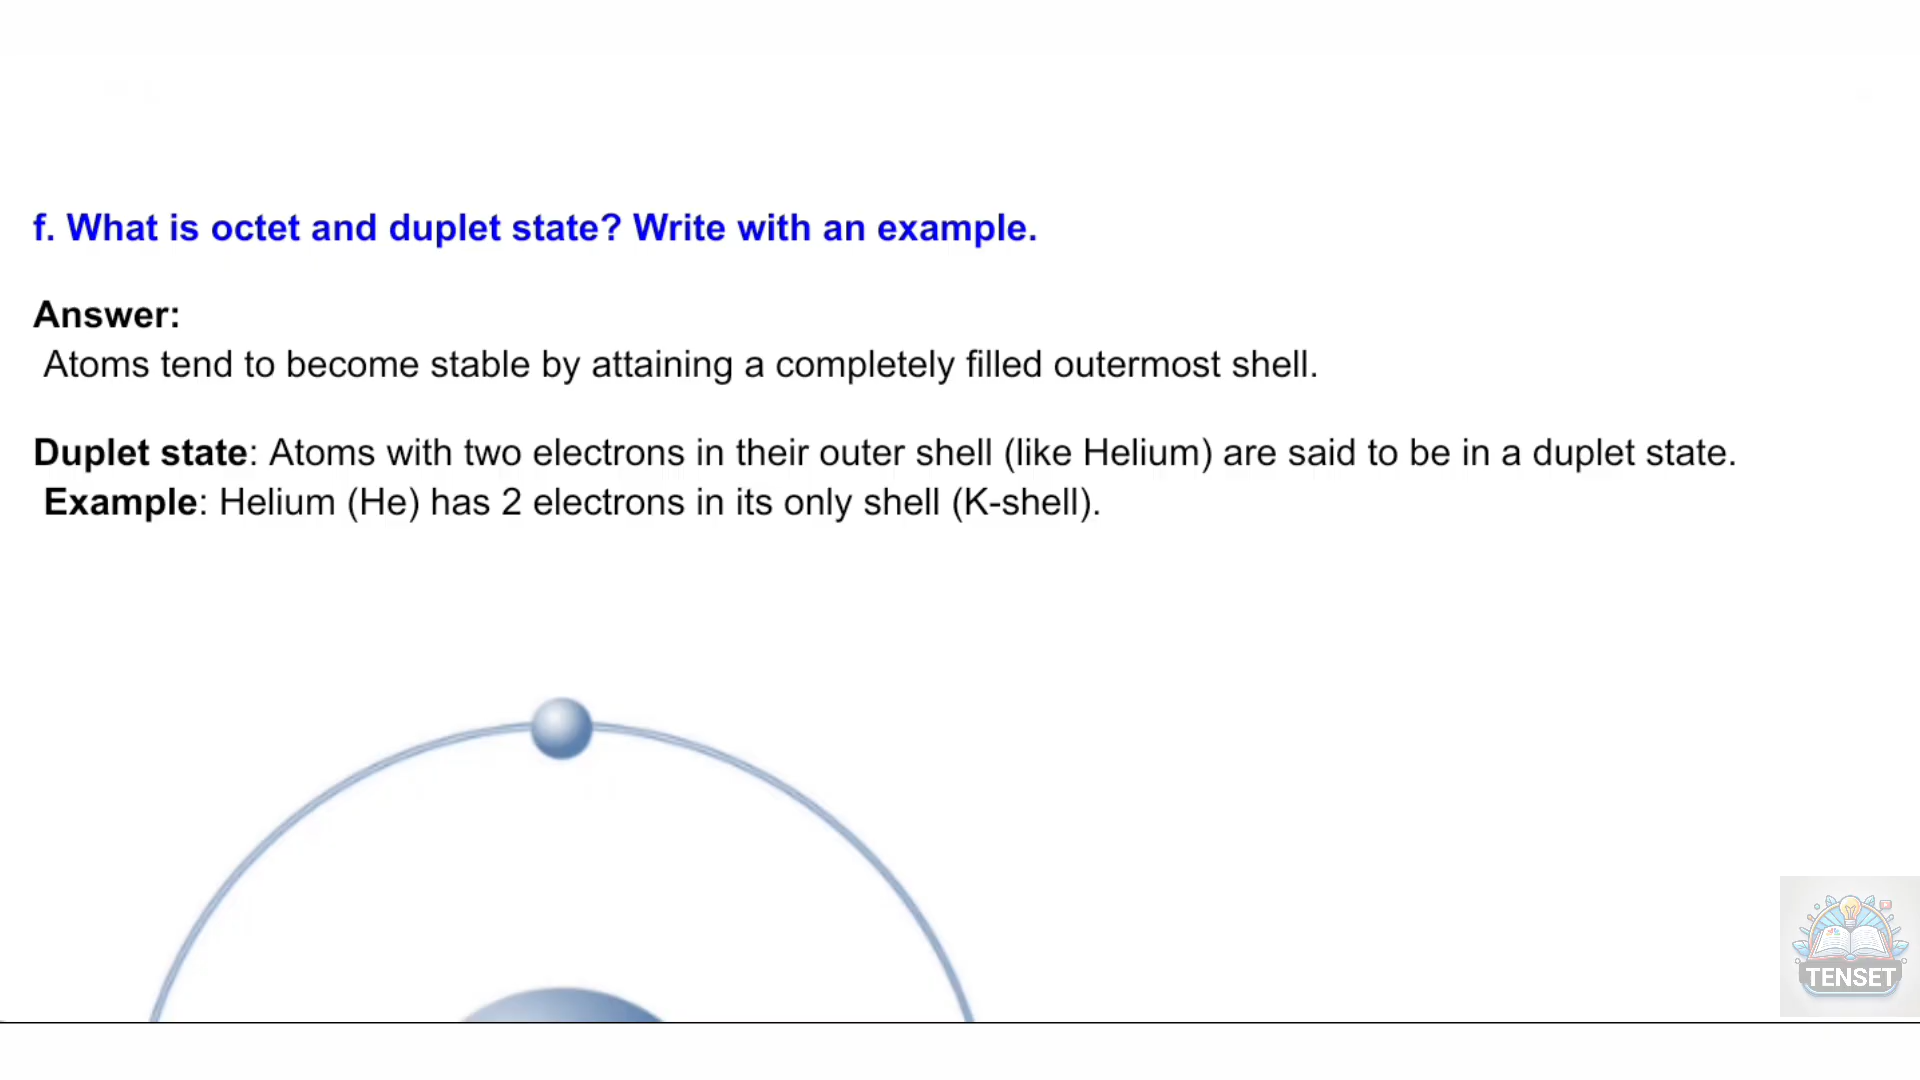 f. What is octet and duplet state? Write with an example.
Answer:
Atoms tend to become stable by attaining a completely filled outermost shell.
Duplet state: Atoms with two electrons in their outer shell (like Helium) are said to be in a duplet state.
Example: Helium (He) has 2 electrons in its only shell (K-shell).
TENSET